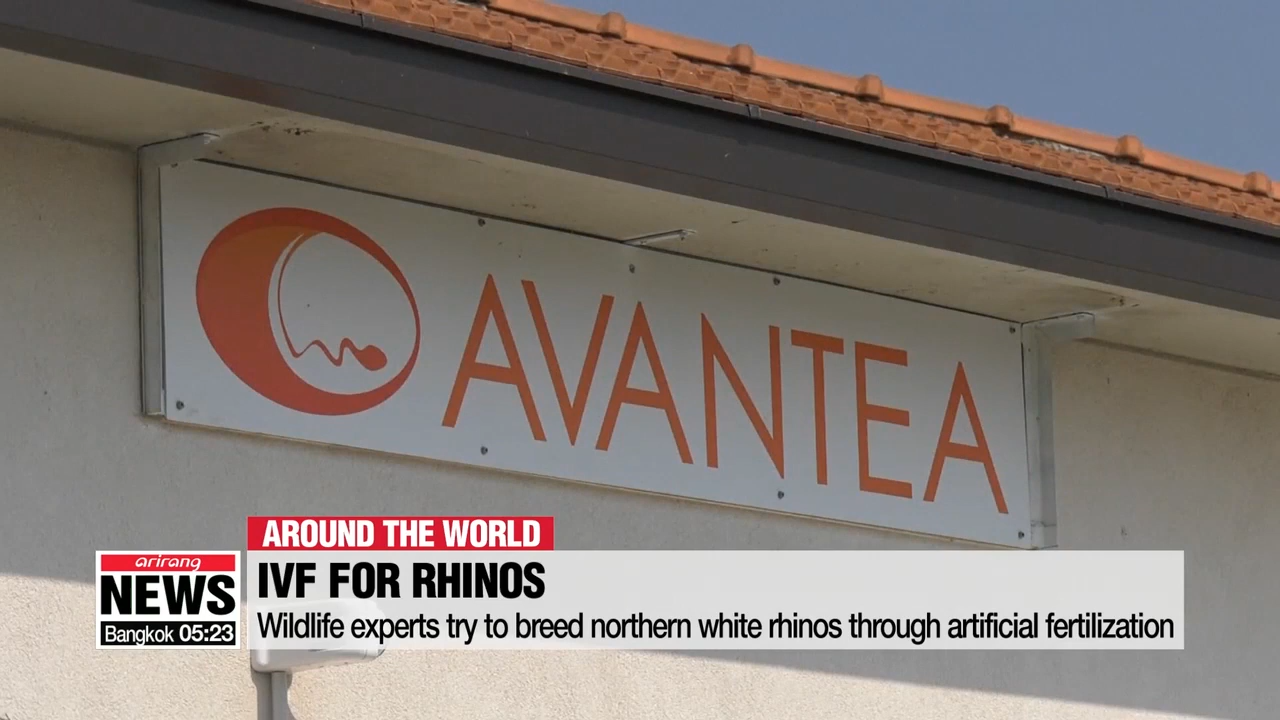 AVANTEA
AROUND THE WORLD
arirang
NEWS
Bangkok 05:23
IVF FOR RHINOS
Wildlife experts try to breed northern white rhinos through artificial fertilization